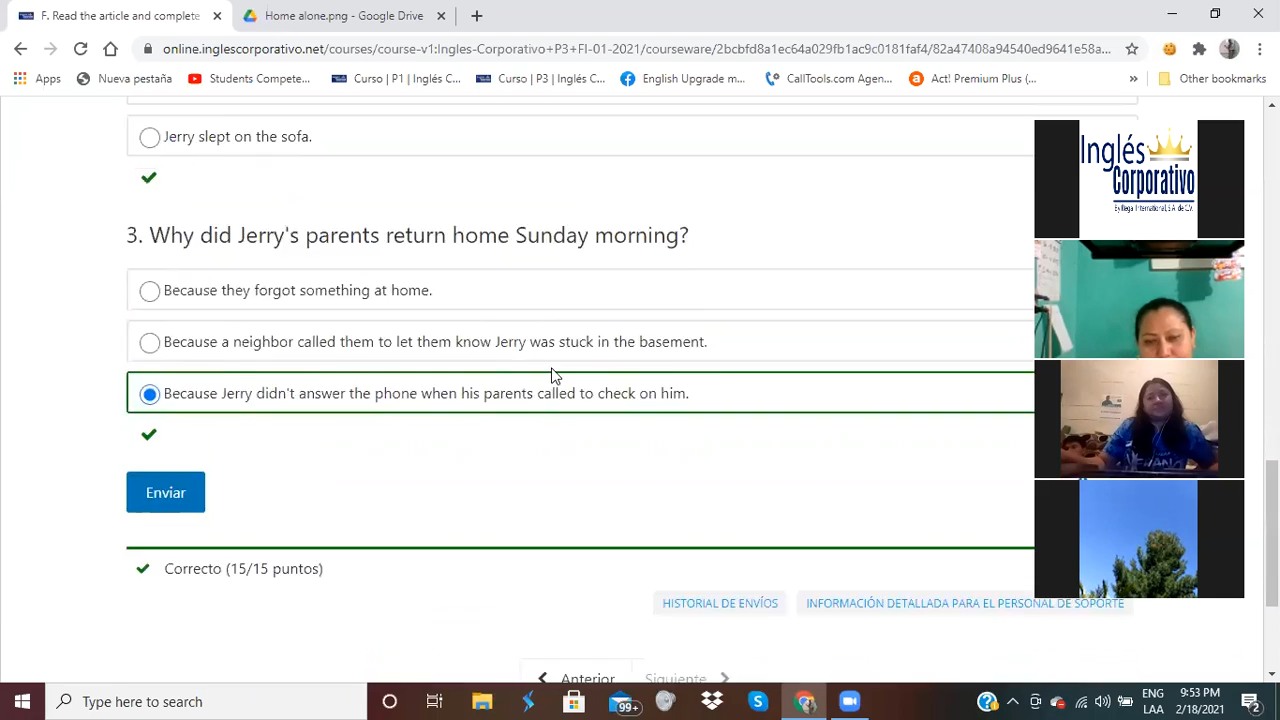 F. Read the article and complete
Home alone.png - Google Drive
online.inglescorporativo.net/courses/course-v1:Ingles-Corporativo+P3+FI-01-2021/courseware/2bcbfd8a1ec64a029fb1ac9c0181faf4/82a47408a94540ed9641e58a...
Apps
Nueva pestaña
Students Compete...
Curso | P1 | Inglés C...
Curso | P3 | Inglés C...
English Upgrade m...
CallTools.com Agen...
Act! Premium Plus (...
»
Other bookmarks
Jerry slept on the sofa.
Inglés
Corporativo
3. Why did Jerry's parents return home Sunday morning?
Because they forgot something at home.
Because a neighbor called them to let them know Jerry was stuck in the basement.
Because Jerry didn't answer the phone when his parents called to check on him.
Enviar
Correcto (15/15 puntos)
HISTORIAL DE ENVÍOS
INFORMACIÓN DETALLADA PARA EL PERSONAL DE SOPORTE
Anterior
Siguiente
Type here to search
99+
ENG
LAA
9:53 PM
2/18/2021
2